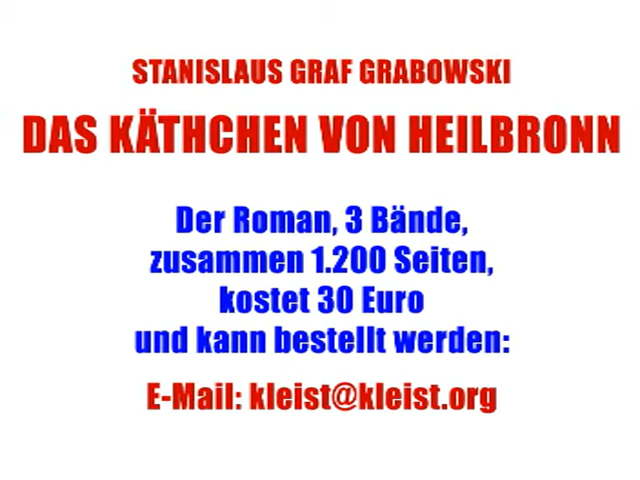 STANISLAUS GRAF GRABOWSKI
DAS KÄTHCHEN VON HEILBRONN
Der Roman, 3 Bände,
zusammen 1.200 Seiten,
kostet 30 Euro
und kann bestellt werden:
E-Mail: kleist@kleist.org